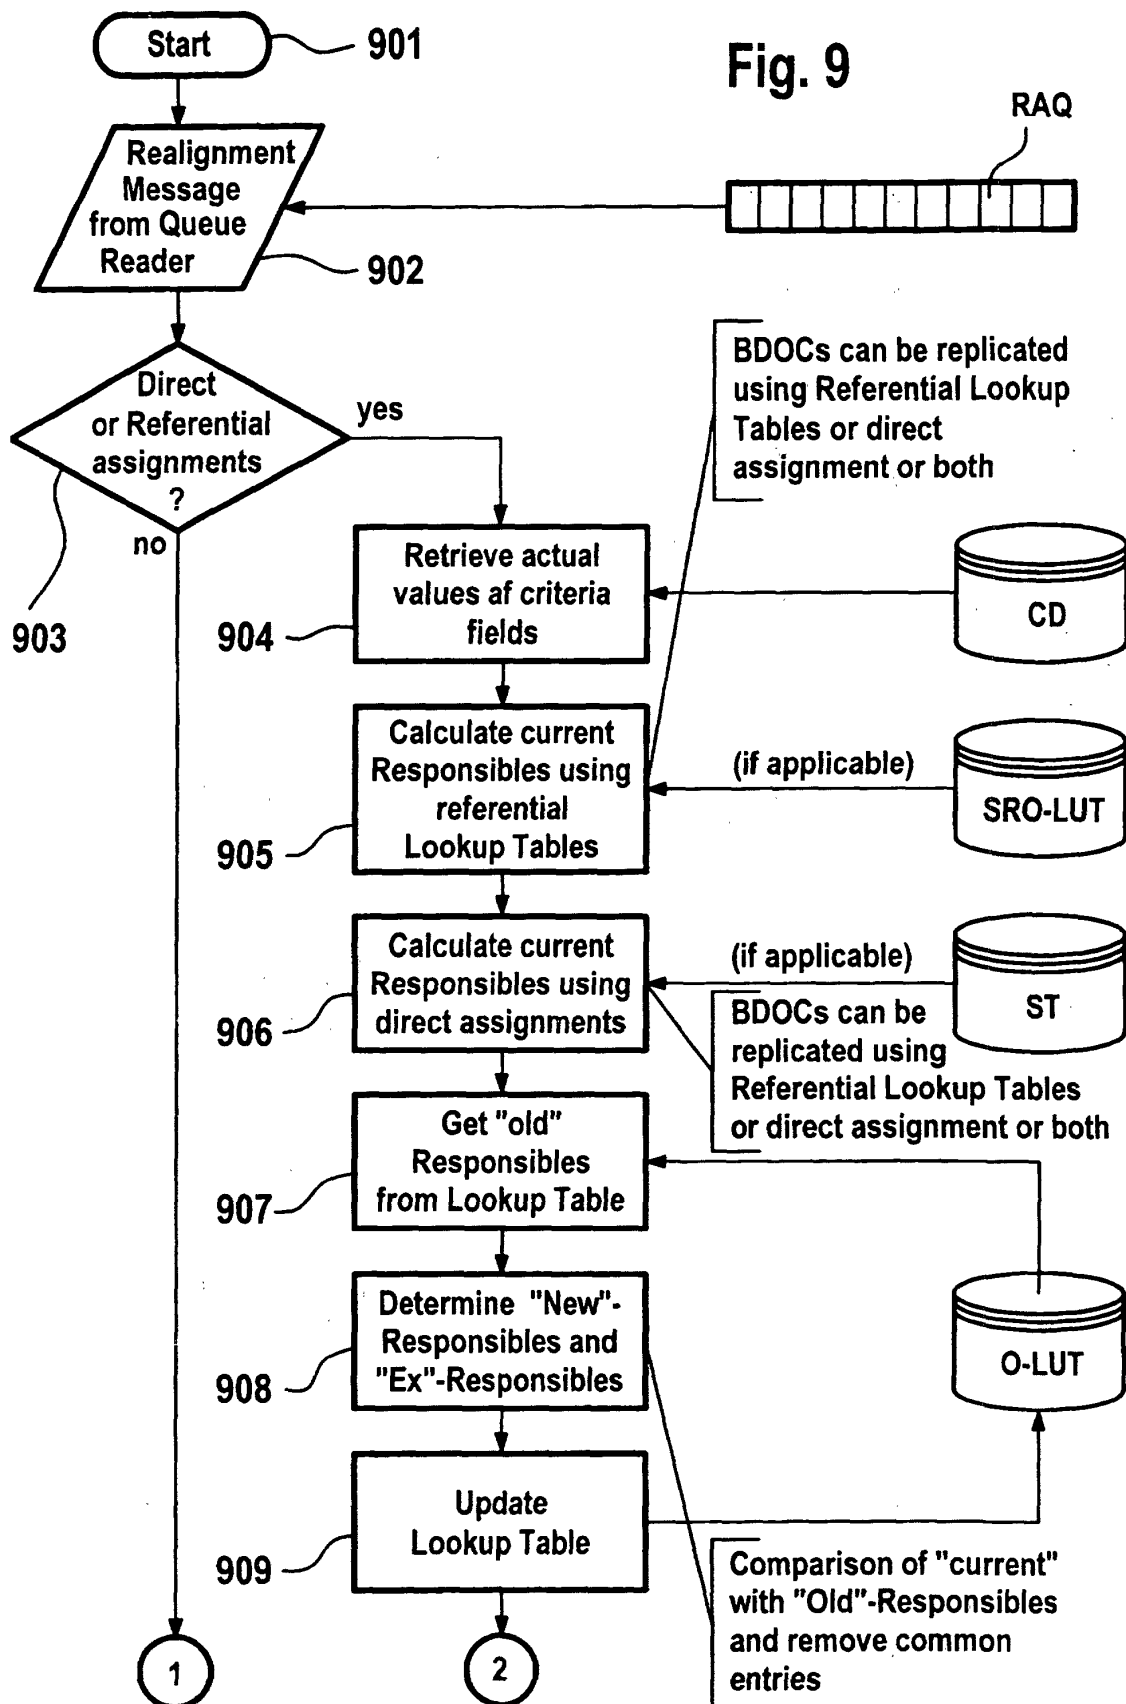 Start
901
Fig. 9
RAQ
Realignment
Message
from Queue
Reader
902
Direct
or Referential
assignments
?
yes
no
903
BDOCs can be replicated
using Referential Lookup
Tables or direct
assignment or both
Retrieve actual
values af criteria
fields
904
CD
Calculate current
Responsibles using
referential
Lookup Tables
905
(if applicable)
SRO-LUT
Calculate current
Responsibles using
direct assignments
906
(if applicable)
ST
BDOCs can be
replicated using
Referential Lookup Tables
or direct assignment or both
Get "old"
Responsibles
from Lookup Table
907
Determine "New"-
Responsibles and
"Ex"-Responsibles
908
O-LUT
Update
Lookup Table
909
Comparison of "current"
with "Old"-Responsibles
and remove common
entries
1
2